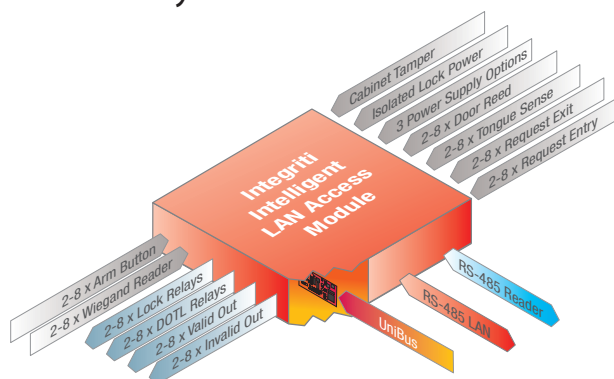 Cabinet Tamper
Isolated Lock Power
3 Power Supply Options
2-8 x Door Reed
2-8 x Tongue Sense
2-8 x Request Exit
2-8 x Request Entry
Integriti
Intelligent
LAN Access
Module
2-8 x Arm Button
2-8 x Wiegand Reader
2-8 x Lock Relays
2-8 x DOTL Relays
2-8 x Valid Out
2-8 x Invalid Out
UniBus
RS-485 LAN
RS-485 Reader